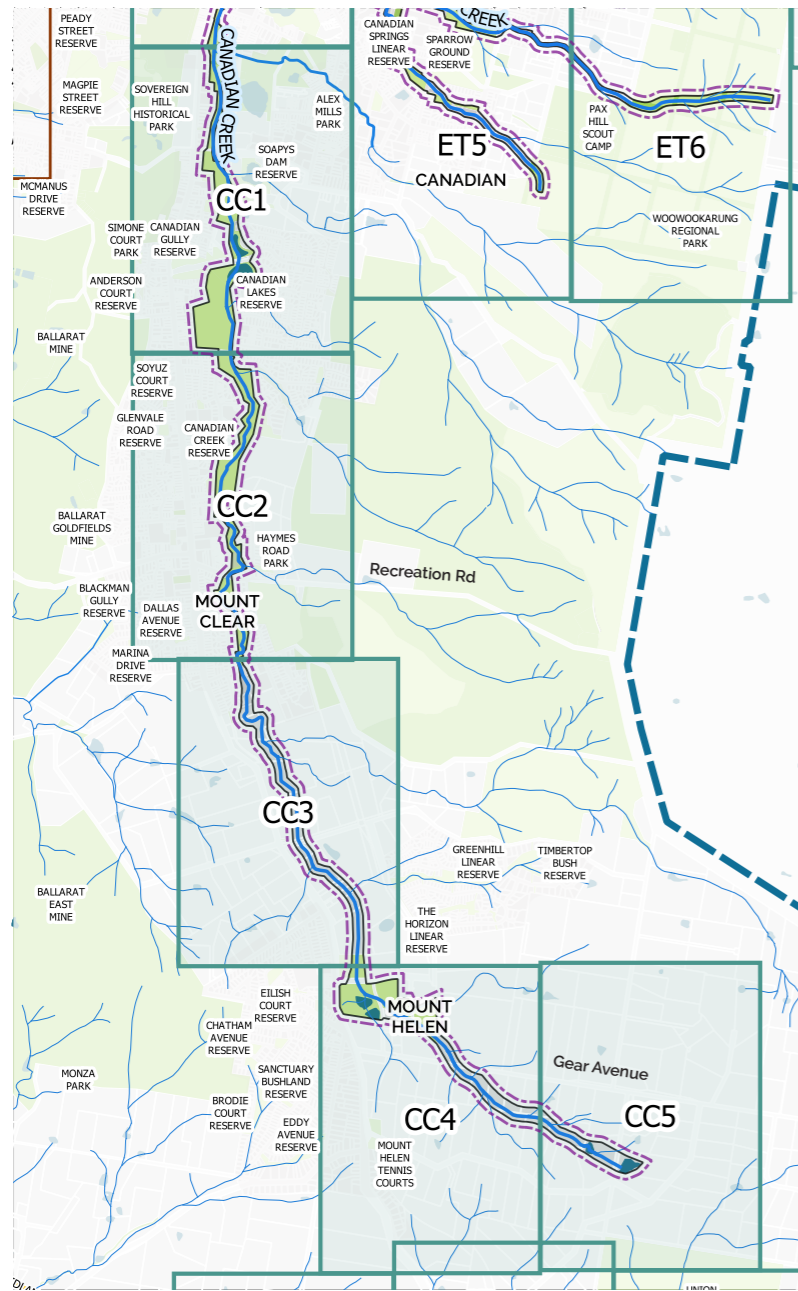 PEADY
STREET
RESERVE
CANADIAN
SPRINGS
LINEAR
RESERVE
CREEK
SPARROW
GROUND
RESERVE
CANADIAN CREEK
MAGPIE
STREET
RESERVE
SOVEREIGN
HILL
HISTORICAL
PARK
ALEX
MILLS
PARK
PAX
HILL
SCOUT
CAMP
ET5
ET6
SOAPYS
DAM
RESERVE
CANADIAN
MCMANUS
DRIVE
RESERVE
CC1
SIMONE
COURT
PARK
CANADIAN
GULLY
RESERVE
WOOWOOKARUNG
REGIONAL
PARK
ANDERSON
COURT
RESERVE
CANADIAN
LAKES
RESERVE
BALLARAT
MINE
SOYUZ
COURT
RESERVE
GLENVALE
ROAD
RESERVE
CANADIAN
CREEK
RESERVE
CC2
BALLARAT
GOLDFIELDS
MINE
HAYMES
ROAD
PARK
Recreation Rd
BLACKMAN
GULLY
RESERVE
DALLAS
AVENUE
RESERVE
MOUNT
CLEAR
MARINA
DRIVE
RESERVE
CC3
GREENHILL
LINEAR
RESERVE
TIMBERTOP
BUSH
RESERVE
BALLARAT
EAST
MINE
THE
HORIZON
LINEAR
RESERVE
EILISH
COURT
RESERVE
MOUNT
HELEN
CHATHAM
AVENUE
RESERVE
Gear Avenue
MONZA
PARK
SANCTUARY
BUSHLAND
RESERVE
BRODIE
COURT
RESERVE
EDDY
AVENUE
RESERVE
CC4
CC5
MOUNT
HELEN
TENNIS
COURTS
UNION